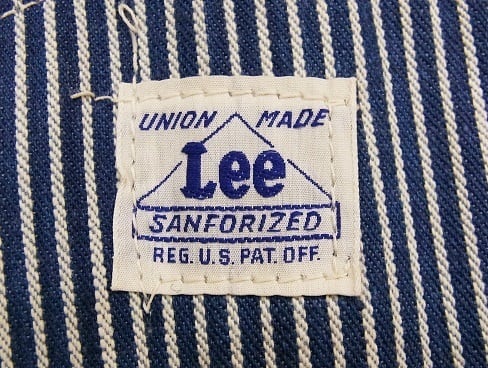 UNION MADE
Lee
SANFORIZED
REG. U.S. PAT. OFF.